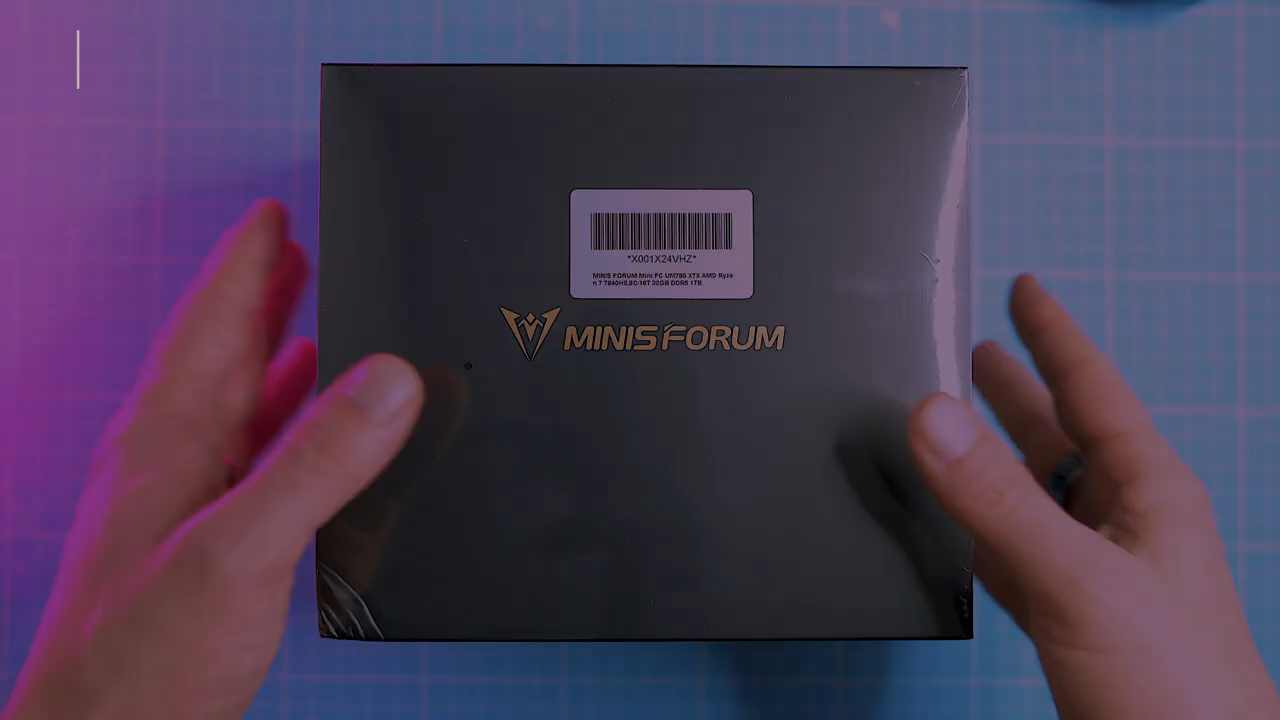 *X001X24VHZ*
MINIS FORUM Mini PC UM780 XTX AMD Ryze
n 7 7840HS,8C/16T 32GB DDR5 1TB
MINISFORUM